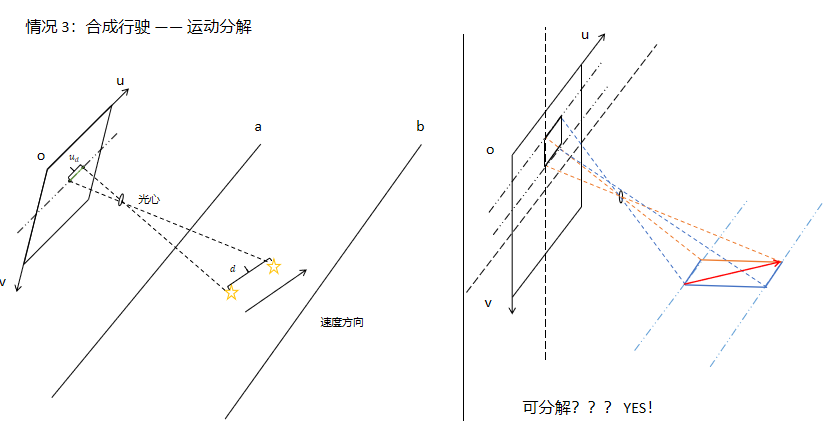 情况 3：合成行驶 —— 运动分解
u
o
u_d
v
光心
a
b
d
速度方向
u
o
v
可分解？？？ YES！